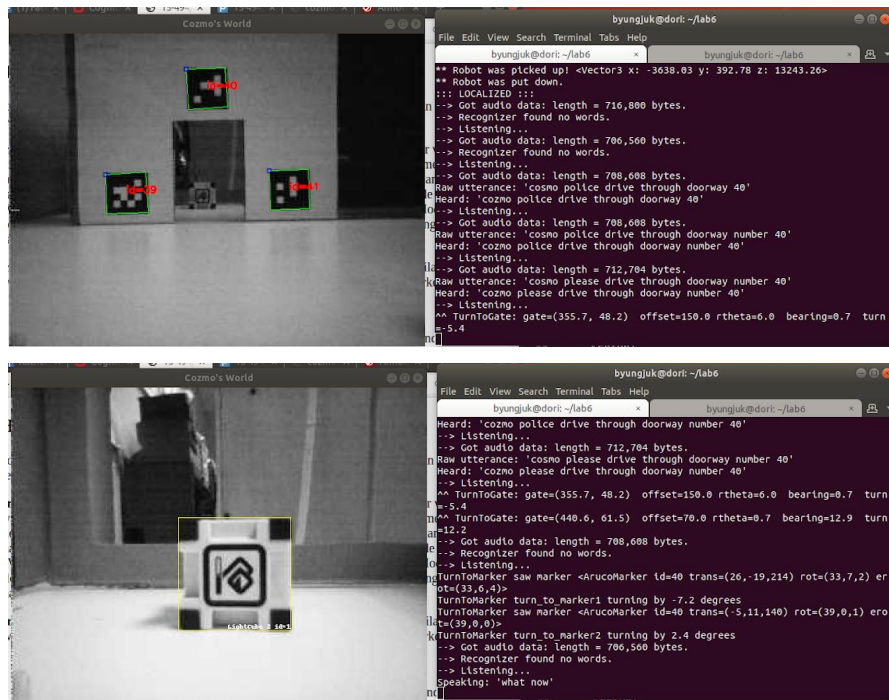 Cozmo's World
id=40
id=39
id=41
byungjuk@dori: ~/lab6
File Edit View Search Terminal Tabs Help
byungjuk@dori: ~/lab6 × byungjuk@dori: ~/lab6 ×
** Robot was picked up! <Vector3 x: -3638.03 y: 392.78 z: 13243.26>
** Robot was put down.
::: LOCALIZED :::
--> Got audio data: length = 716,800 bytes.
--> Recognizer found no words.
--> Listening...
--> Got audio data: length = 706,560 bytes.
--> Recognizer found no words.
--> Listening...
--> Got audio data: length = 708,608 bytes.
Raw utterance: 'cosmo police drive through doorway 40'
Heard: 'cozmo police drive through doorway 40'
--> Listening...
--> Got audio data: length = 708,608 bytes.
Raw utterance: 'cosmo police drive through doorway number 40'
Heard: 'cozmo police drive through doorway number 40'
--> Listening...
--> Got audio data: length = 712,704 bytes.
Raw utterance: 'cosmo please drive through doorway number 40'
Heard: 'cozmo please drive through doorway number 40'
--> Listening...
^^ TurnToGate: gate=(355.7, 48.2) offset=150.0 rtheta=6.0 bearing=0.7 turn
=-5.4
Cozmo's World
LightCube 3 id=1
byungjuk@dori: ~/lab6
File Edit View Search Terminal Tabs Help
byungjuk@dori: ~/lab6 × byungjuk@dori: ~/lab6 ×
Heard: 'cozmo police drive through doorway number 40'
--> Listening...
--> Got audio data: length = 712,704 bytes.
Raw utterance: 'cosmo please drive through doorway number 40'
Heard: 'cozmo please drive through doorway number 40'
--> Listening...
^^ TurnToGate: gate=(355.7, 48.2) offset=150.0 rtheta=6.0 bearing=0.7 turn
=-5.4
^^ TurnToGate: gate=(440.6, 61.5) offset=70.0 rtheta=0.7 bearing=12.9 turn
=12.2
--> Got audio data: length = 708,608 bytes.
--> Recognizer found no words.
--> Listening...
TurnToMarker saw marker <ArucoMarker id=40 trans=(26,-19,214) rot=(33,7,2) er
ot=(33,6,4)>
TurnToMarker turn_to_marker1 turning by -7.2 degrees
TurnToMarker saw marker <ArucoMarker id=40 trans=(-5,11,140) rot=(39,0,1) ero
t=(39,0,0)>
TurnToMarker turn_to_marker2 turning by 2.4 degrees
--> Got audio data: length = 706,560 bytes.
--> Recognizer found no words.
--> Listening...
Speaking: 'what now'